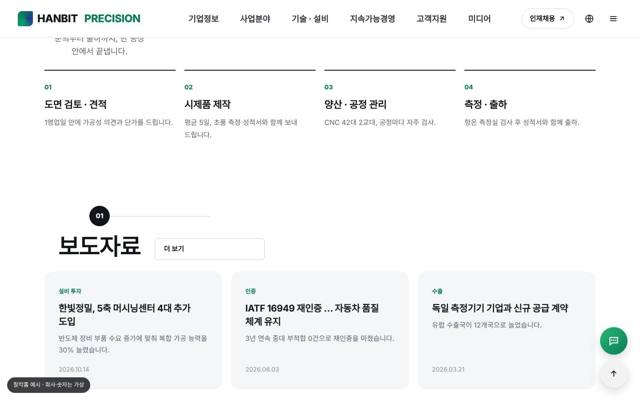 HANBIT PRECISION
기업정보
사업분야
기술 · 설비
지속가능경영
고객지원
미디어
인재채용
안에서 끝냅니다.
01
도면 검토 · 견적
1영업일 안에 가공성 의견과 단가를 드립니다.
02
시제품 제작
평균 5일, 초품 측정 성적서와 함께 보내
드립니다.
03
양산 · 공정 관리
CNC 42대 2교대, 공정마다 자주 검사.
04
측정 · 출하
항온 측정실 검사 후 성적서와 함께 출하.
01
보도자료
더 보기
설비 투자
한빛정밀, 5축 머시닝센터 4대 추가
도입
반도체 장비 부품 수요 증가에 맞춰 복합 가공 능력을
30% 늘렸습니다.
2026.10.14
인증
IATF 16949 재인증 … 자동차 품질
체계 유지
3년 연속 중대 부적합 0건으로 재인증을 마쳤습니다.
2026.06.03
수출
독일 측정기기 기업과 신규 공급 계약
유럽 수출국이 12개국으로 늘었습니다.
2026.03.21
창작홈 예시 · 회사·숫자는 가상